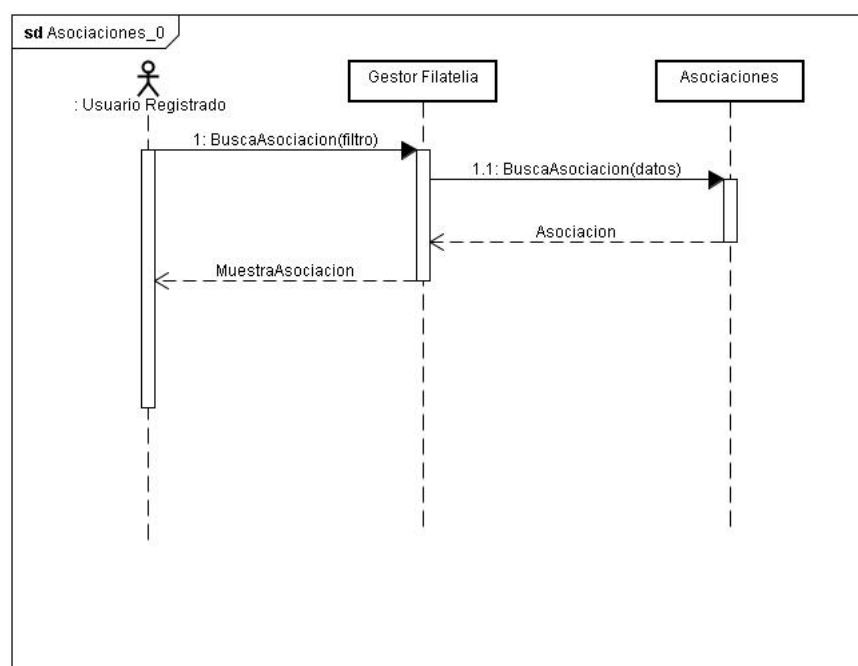 sd Asociaciones_0
: Usuario Registrado
Gestor Filatelia
Asociaciones
1: BuscaAsociacion(filtro)
1.1: BuscaAsociacion(datos)
Asociacion
MuestraAsociacion